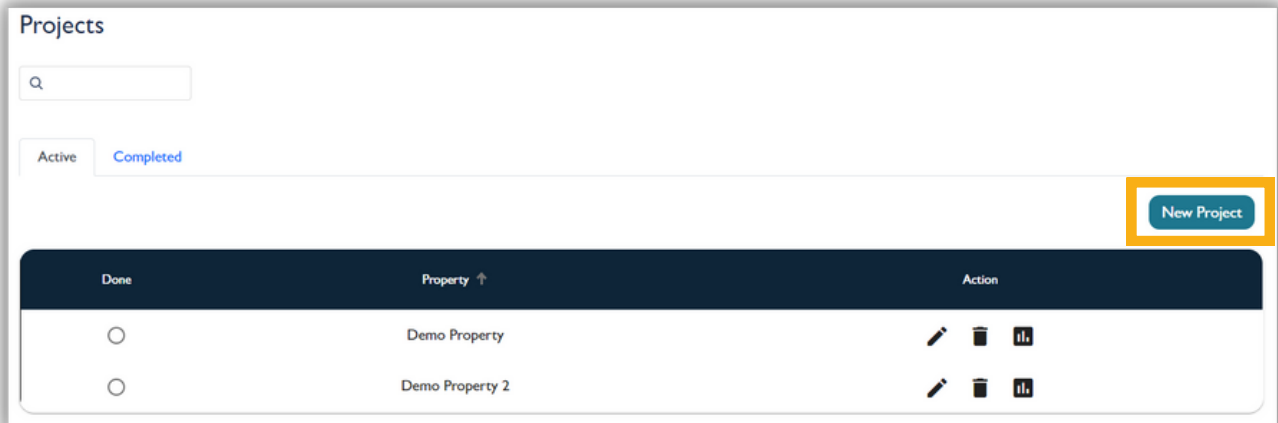 Projects
Active Completed
New Project
Done Property Action
Demo Property
Demo Property 2